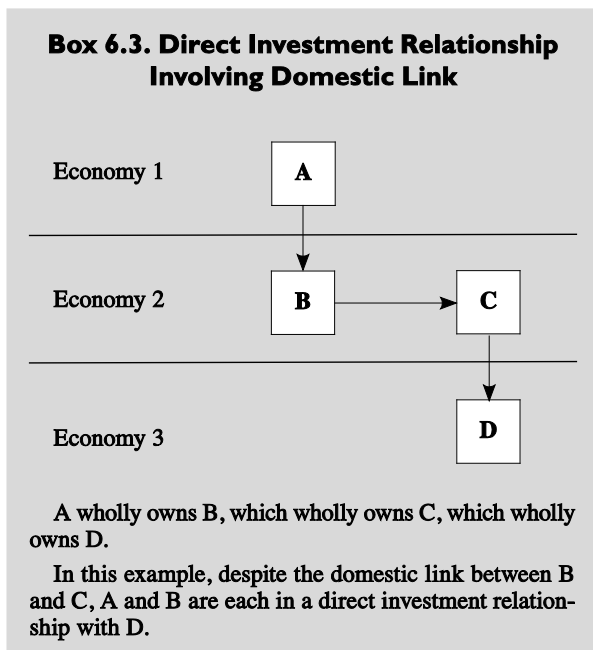 Box 6.3. Direct Investment Relationship
Involving Domestic Link
Economy 1
A
Economy 2
B
C
Economy 3
D
A wholly owns B, which wholly owns C, which wholly
owns D.
In this example, despite the domestic link between B
and C, A and B are each in a direct investment relation-
ship with D.